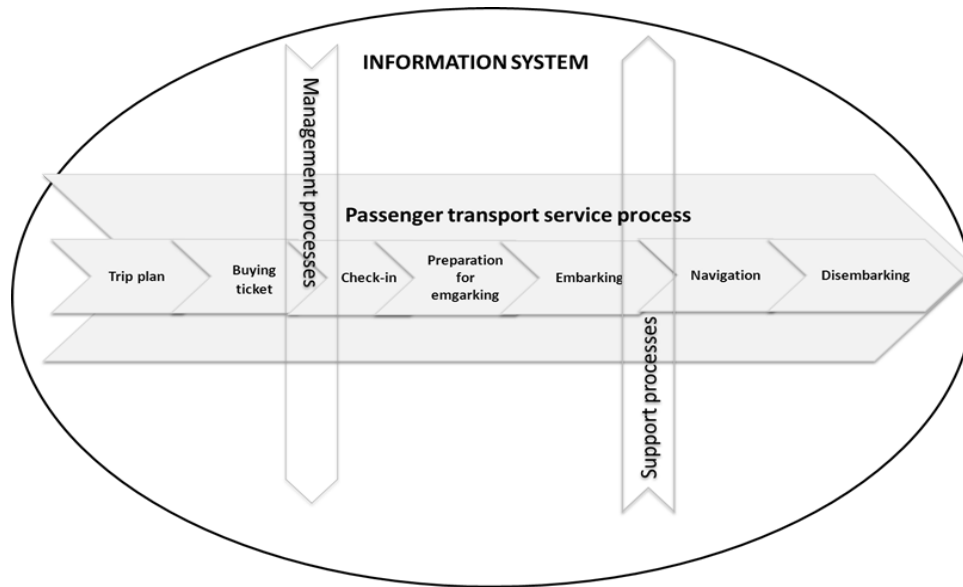 INFORMATION SYSTEM
Management processes
Support processes
Passenger transport service process
Trip plan
Buying
ticket
Check-in
Preparation
for
emgarking
Embarking
Navigation
Disembarking